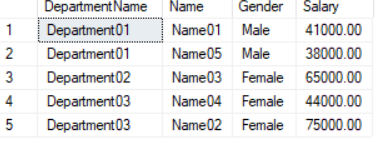 DepartmentName Name Gender Salary
1 Department01 Name01 Male 41000.00
2 Department01 Name05 Male 38000.00
3 Department02 Name03 Female 65000.00
4 Department03 Name04 Female 44000.00
5 Department03 Name02 Female 75000.00